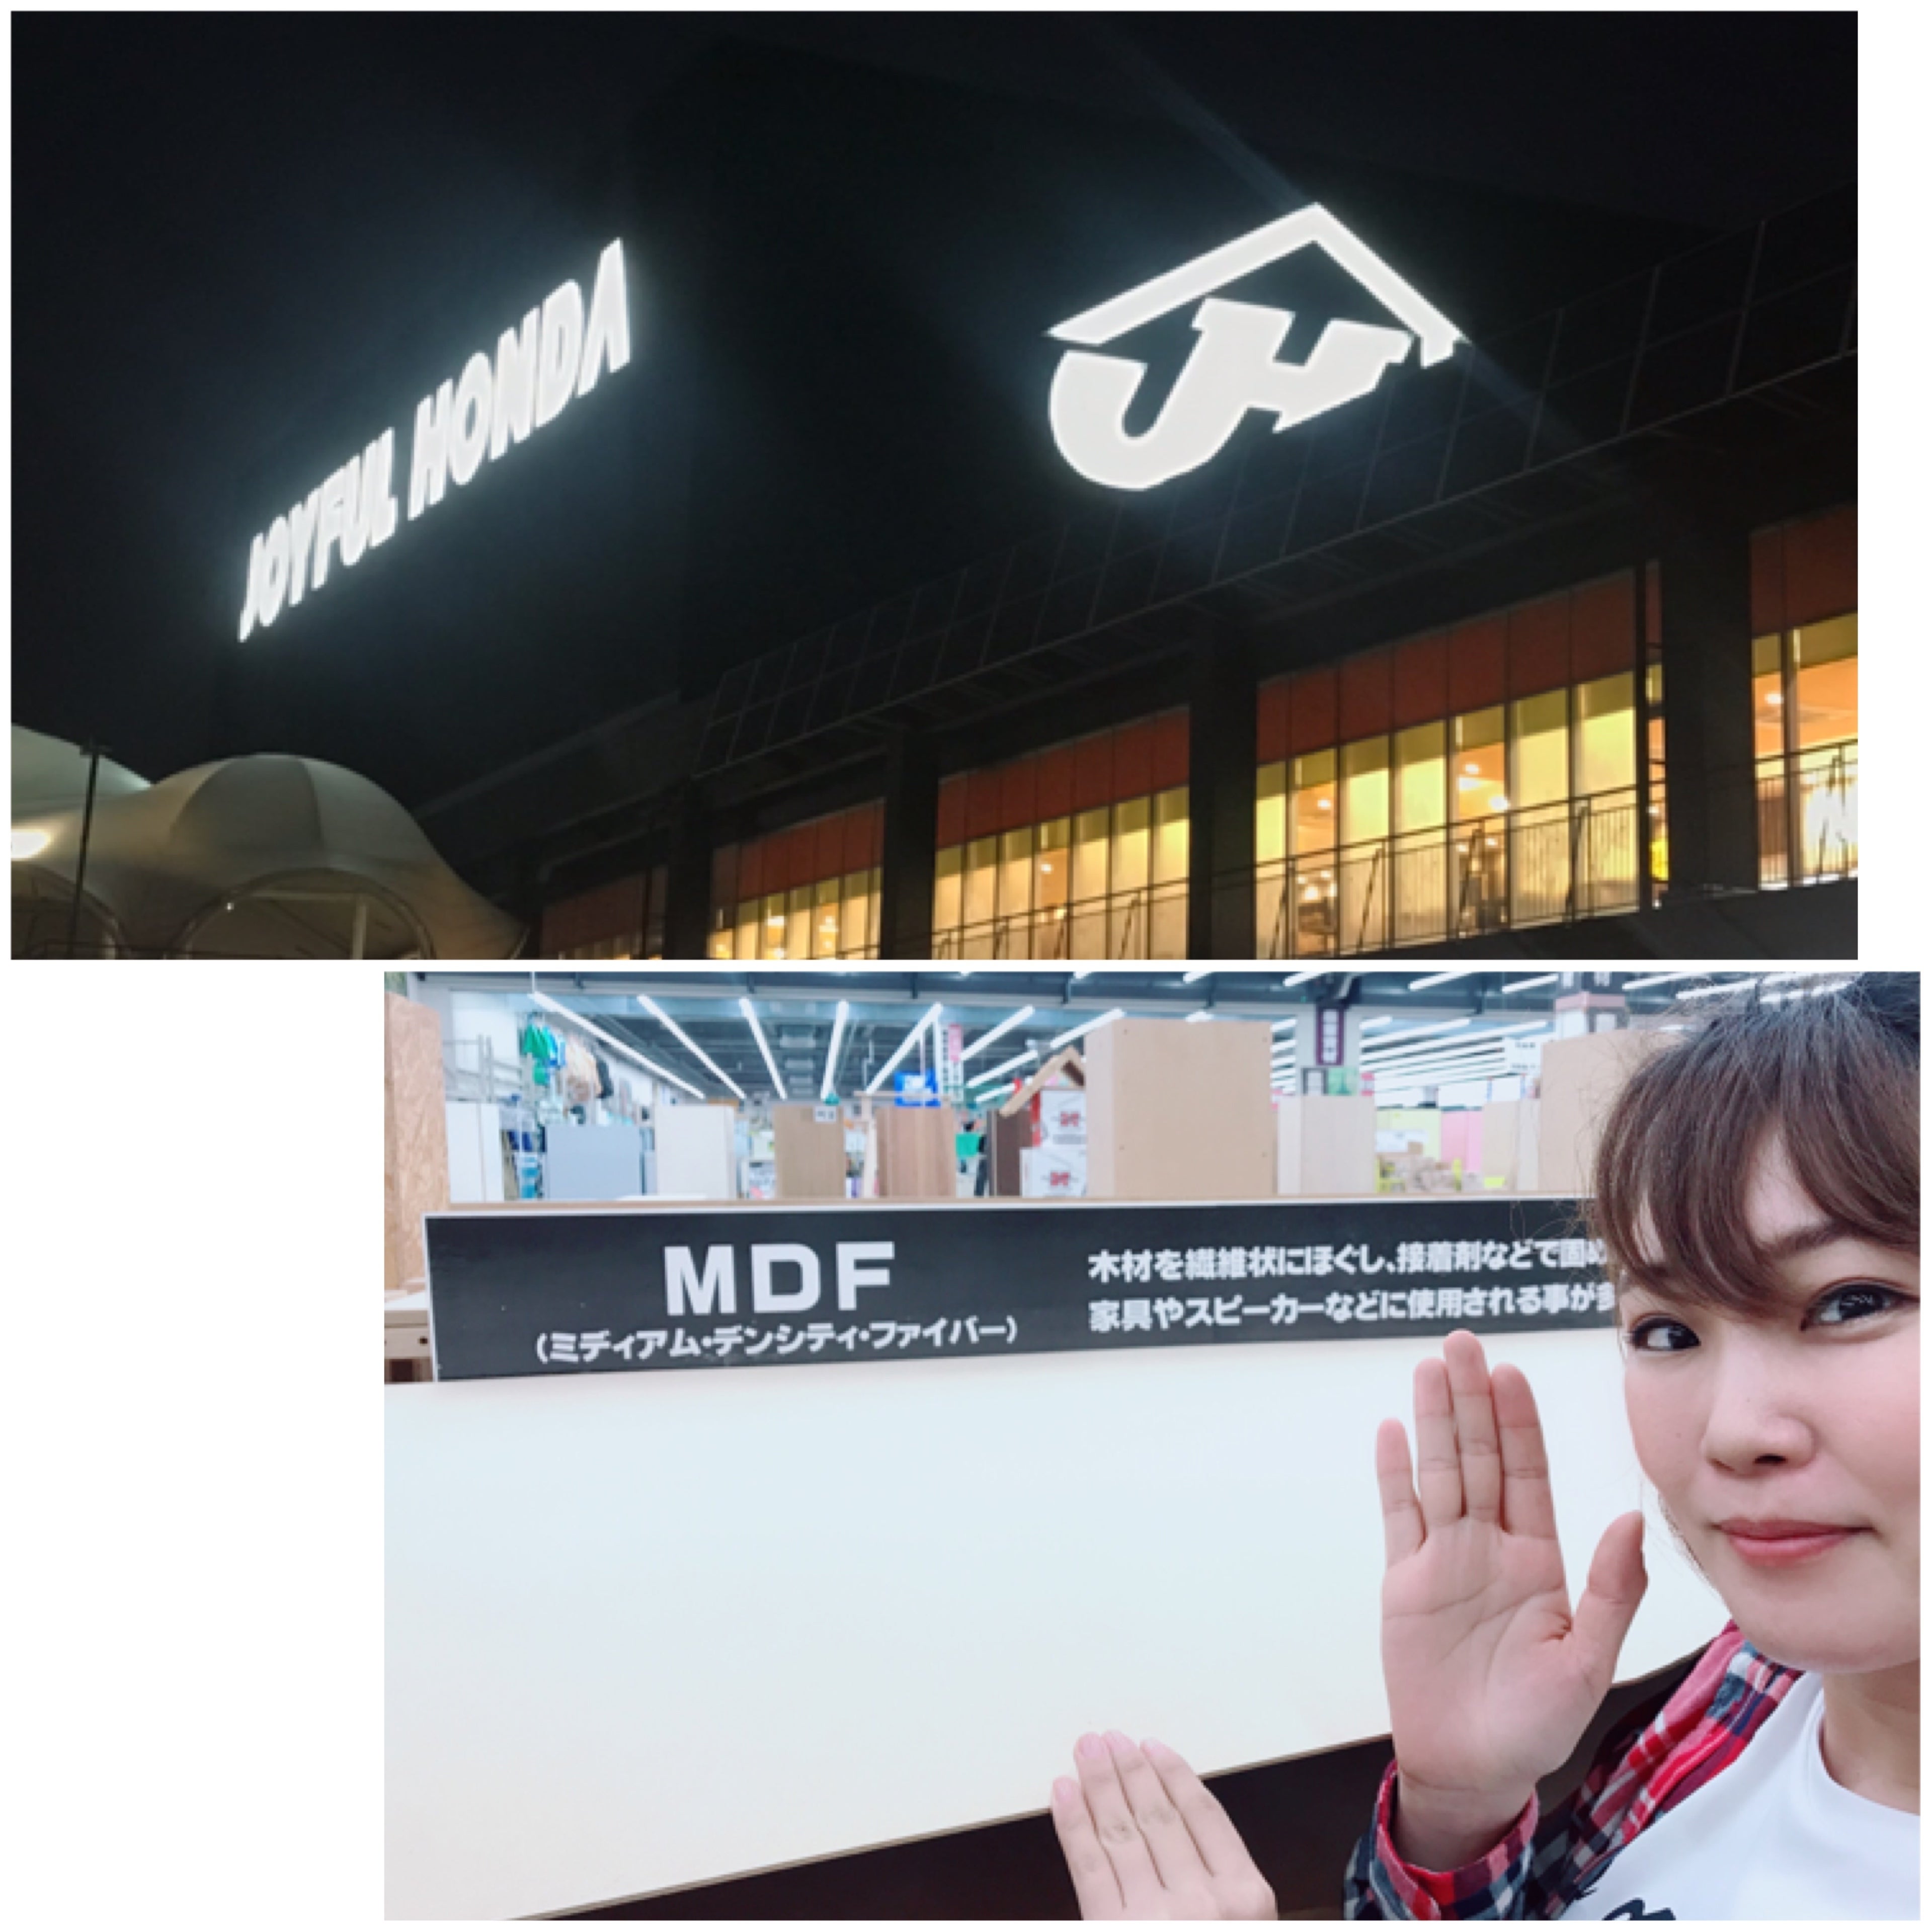 JOYFUL HONDA
JH
MDF
(ミディアム・デンシティ・ファイバー)
木材を繊維状にほぐし、接着剤などで固め
家具やスピーカーなどに使用される事が多